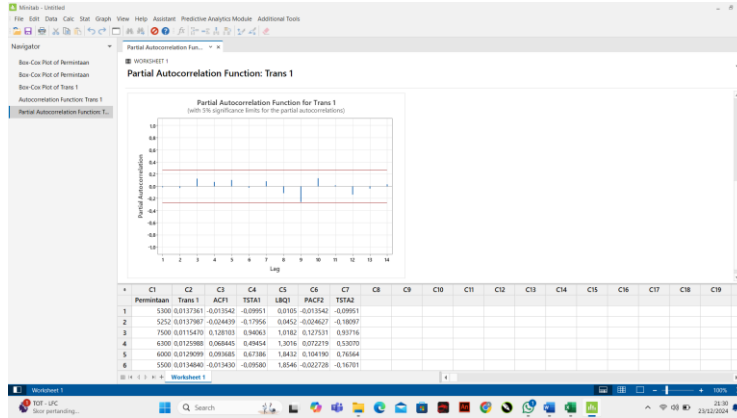 Minitab - Untitled
File Edit Data Calc Stat Graph View Help Assistant Predictive Analytics Module Additional Tools
Navigator
Partial Autocorrelation Fun...
Box-Cox Plot of Permintaan
Box-Cox Plot of Permintaan
Box-Cox Plot of Trans 1
Autocorrelation Function: Trans 1
Partial Autocorrelation Function: T...
WORKSHEET 1
Partial Autocorrelation Function: Trans 1
Partial Autocorrelation Function for Trans 1
(with 5% significance limits for the partial autocorrelations)
Partial Autocorrelation
1.0
0.8
0.6
0.4
0.2
0.0
-0.2
-0.4
-0.6
-0.8
-1.0
1 2 3 4 5 6 7 8 9 10 11 12 13 14
Lag
C1 C2 C3 C4 C5 C6 C7 C8 C9 C10 C11 C12 C13 C14 C15 C16 C17 C18 C19
Permintaan Trans 1 ACF1 TSTA1 LBQ1 PACF2 TSTA2
1 5300 0,0137361 -0,013542 -0,09951 0,0105 -0,013542 -0,09951
2 5252 0,0137987 -0,024439 -0,17956 0,0452 -0,024627 -0,18097
3 7500 0,0115470 0,128103 0,94063 1,0182 0,127531 0,93716
4 6300 0,0125988 0,068445 0,49454 1,3016 0,072219 0,53070
5 6000 0,0129099 0,093685 0,67386 1,8432 0,104190 0,76564
6 5500 0,0134840 -0,013430 -0,09580 1,8546 -0,022728 -0,16701
Worksheet 1
Worksheet 1
100%
TOT - LFC
Skor pertanding...
Search
21:30
23/12/2024